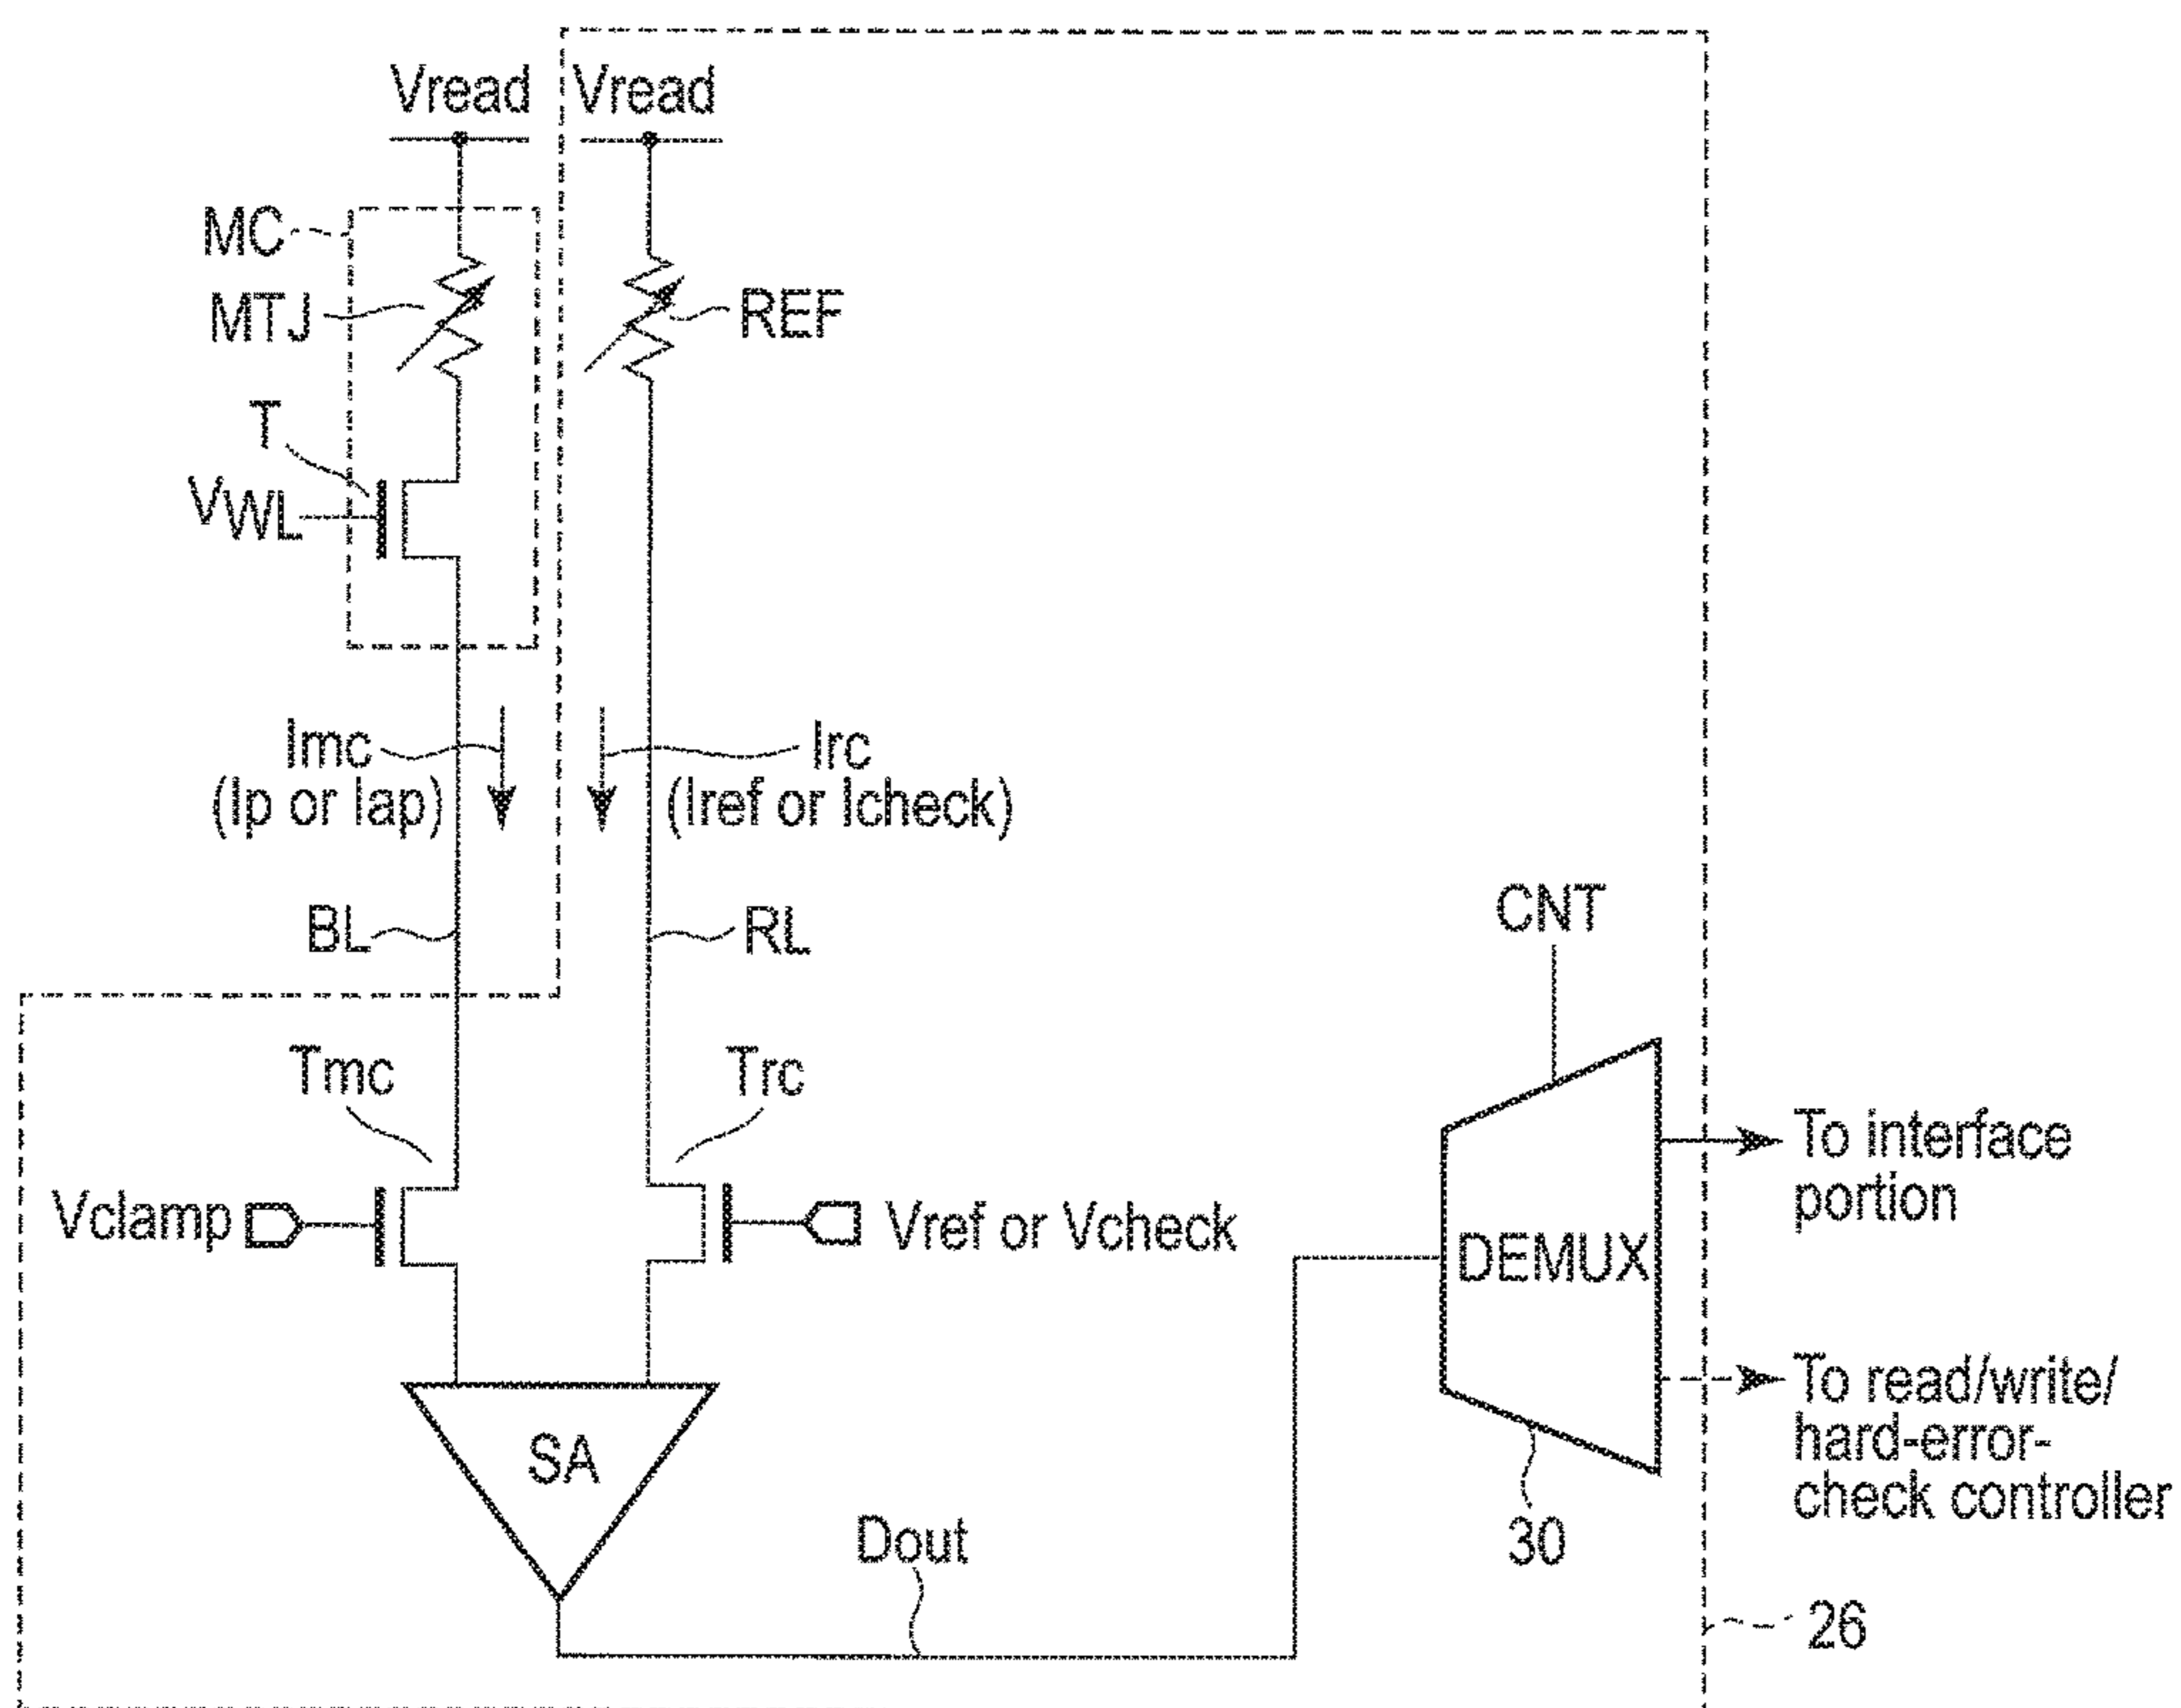 Vread
Vread
MC
MTJ
REF
T
VWL
Imc
(Ip or Iap)
Irc
(Iref or Icheck)
BL
RL
CNT
Tmc
Trc
To interface
portion
Vclamp
Vref or Vcheck
DEMUX
To read/write/
hard-error-
check controller
SA
30
Dout
26